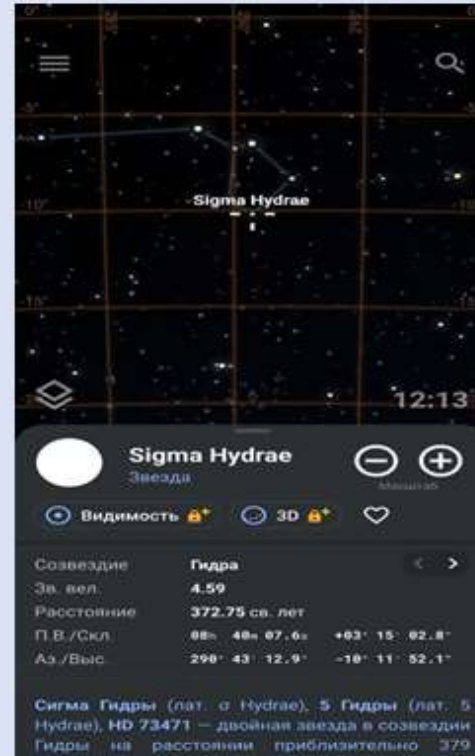 Sigma Hydrae
12:13
Sigma Hydrae
Звезда
Масштаб
Видимость 3D
Созвездие Гидра
Зв. вел. 4.59
Расстояние 372.75 св. лет
П.В./Скл. 08h 40m 07.6s +03° 15' 02.8"
Аз./Выс. 290° 43' 12.9" -10° 11' 52.1"
Сигма Гидры (лат. σ Hydrae), 5 Гидры (лат. 5
Hydrae), HD 73471 — двойная звезда в созвездии
Гидры на расстоянии приблизительно